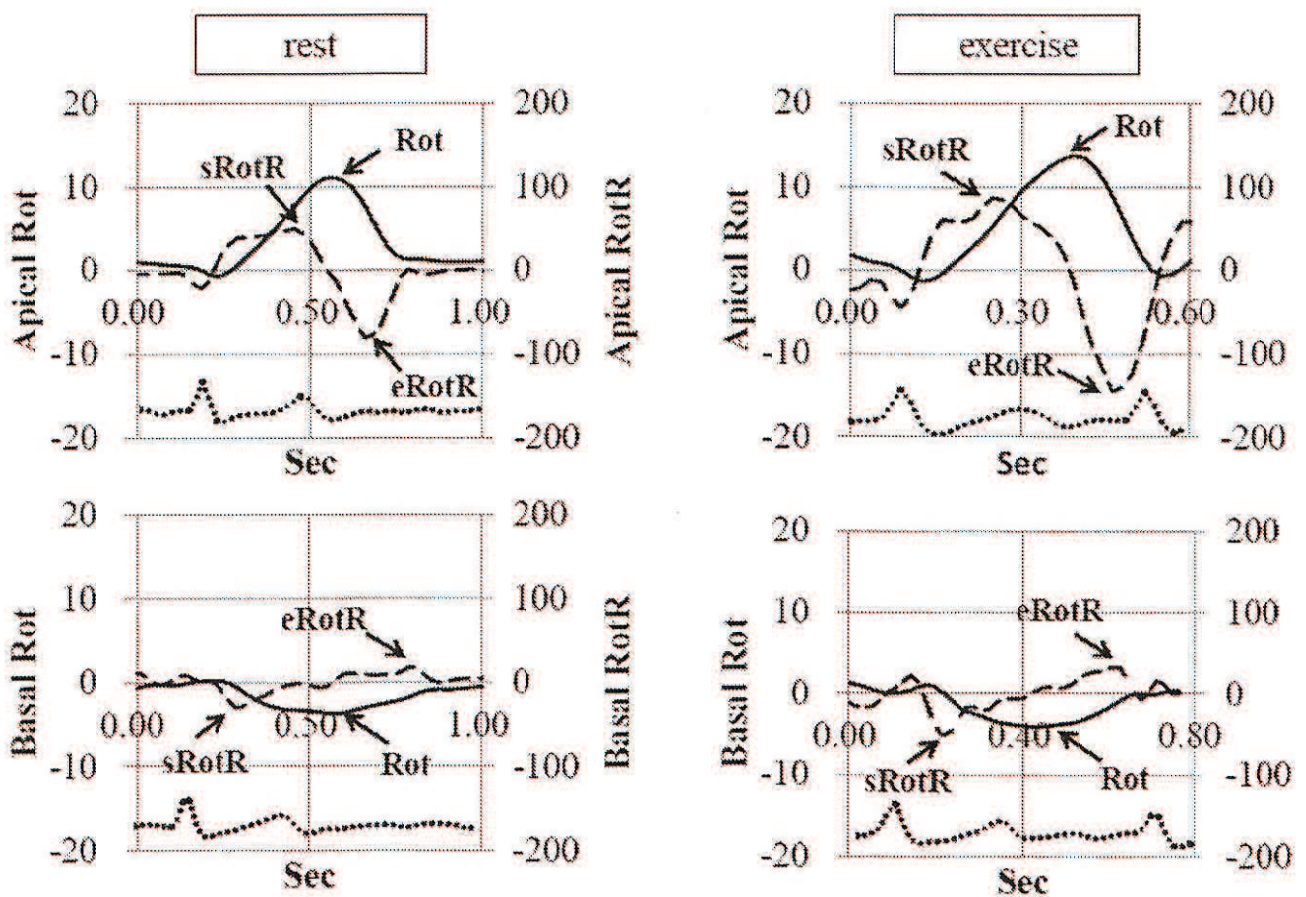 rest
exercise
20
200
Rot
sRotR
10
100
Apical Rot
0
0
Apical RotR
0.00
0.50
1.00
-10
-100
eRotR
-20
-200
Sec
20
200
Rot
sRotR
10
100
Apical Rot
0
0
0.00
0.30
0.60
-10
-100
eRotR
-20
-200
Sec
20
200
10
100
eRotR
Basal Rot
0
0
Basal RotR
0.00
0.50
1.00
sRotR
Rot
-10
-100
-20
-200
Sec
20
200
10
100
eRotR
Basal Rot
0
0
0.00
0.40
0.80
sRotR
Rot
-10
-100
-20
-200
Sec